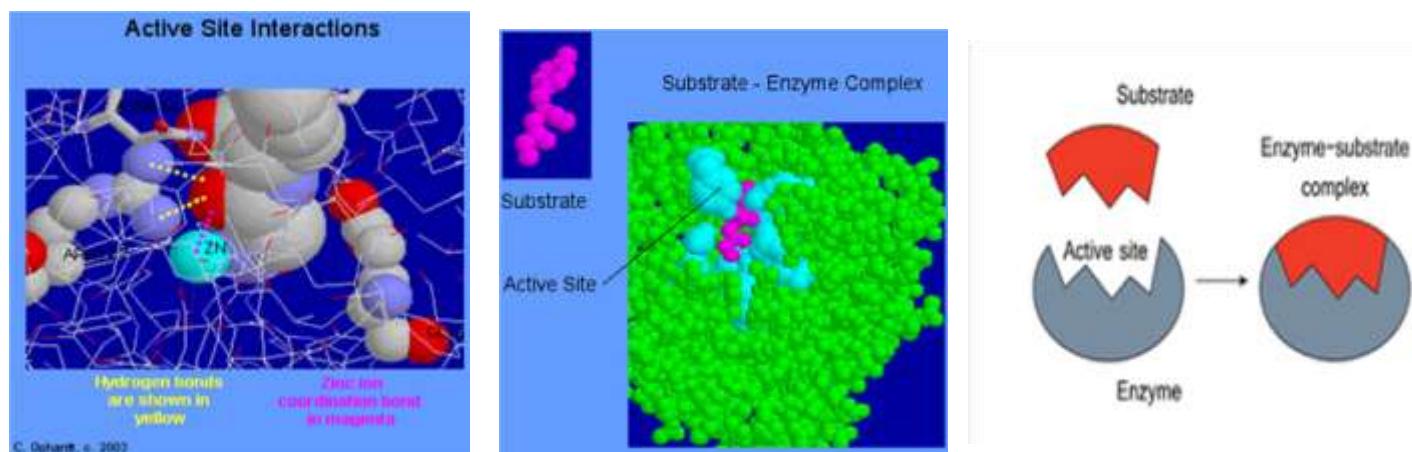 Active Site Interactions
ZN
Hydrogen bonds
are shown in
yellow
Zinc ion
coordination bond
in magenta
C. Ophardt, c. 2003
Substrate - Enzyme Complex
Substrate
Active Site
Substrate
Enzyme-substrate
complex
Active site
Enzyme